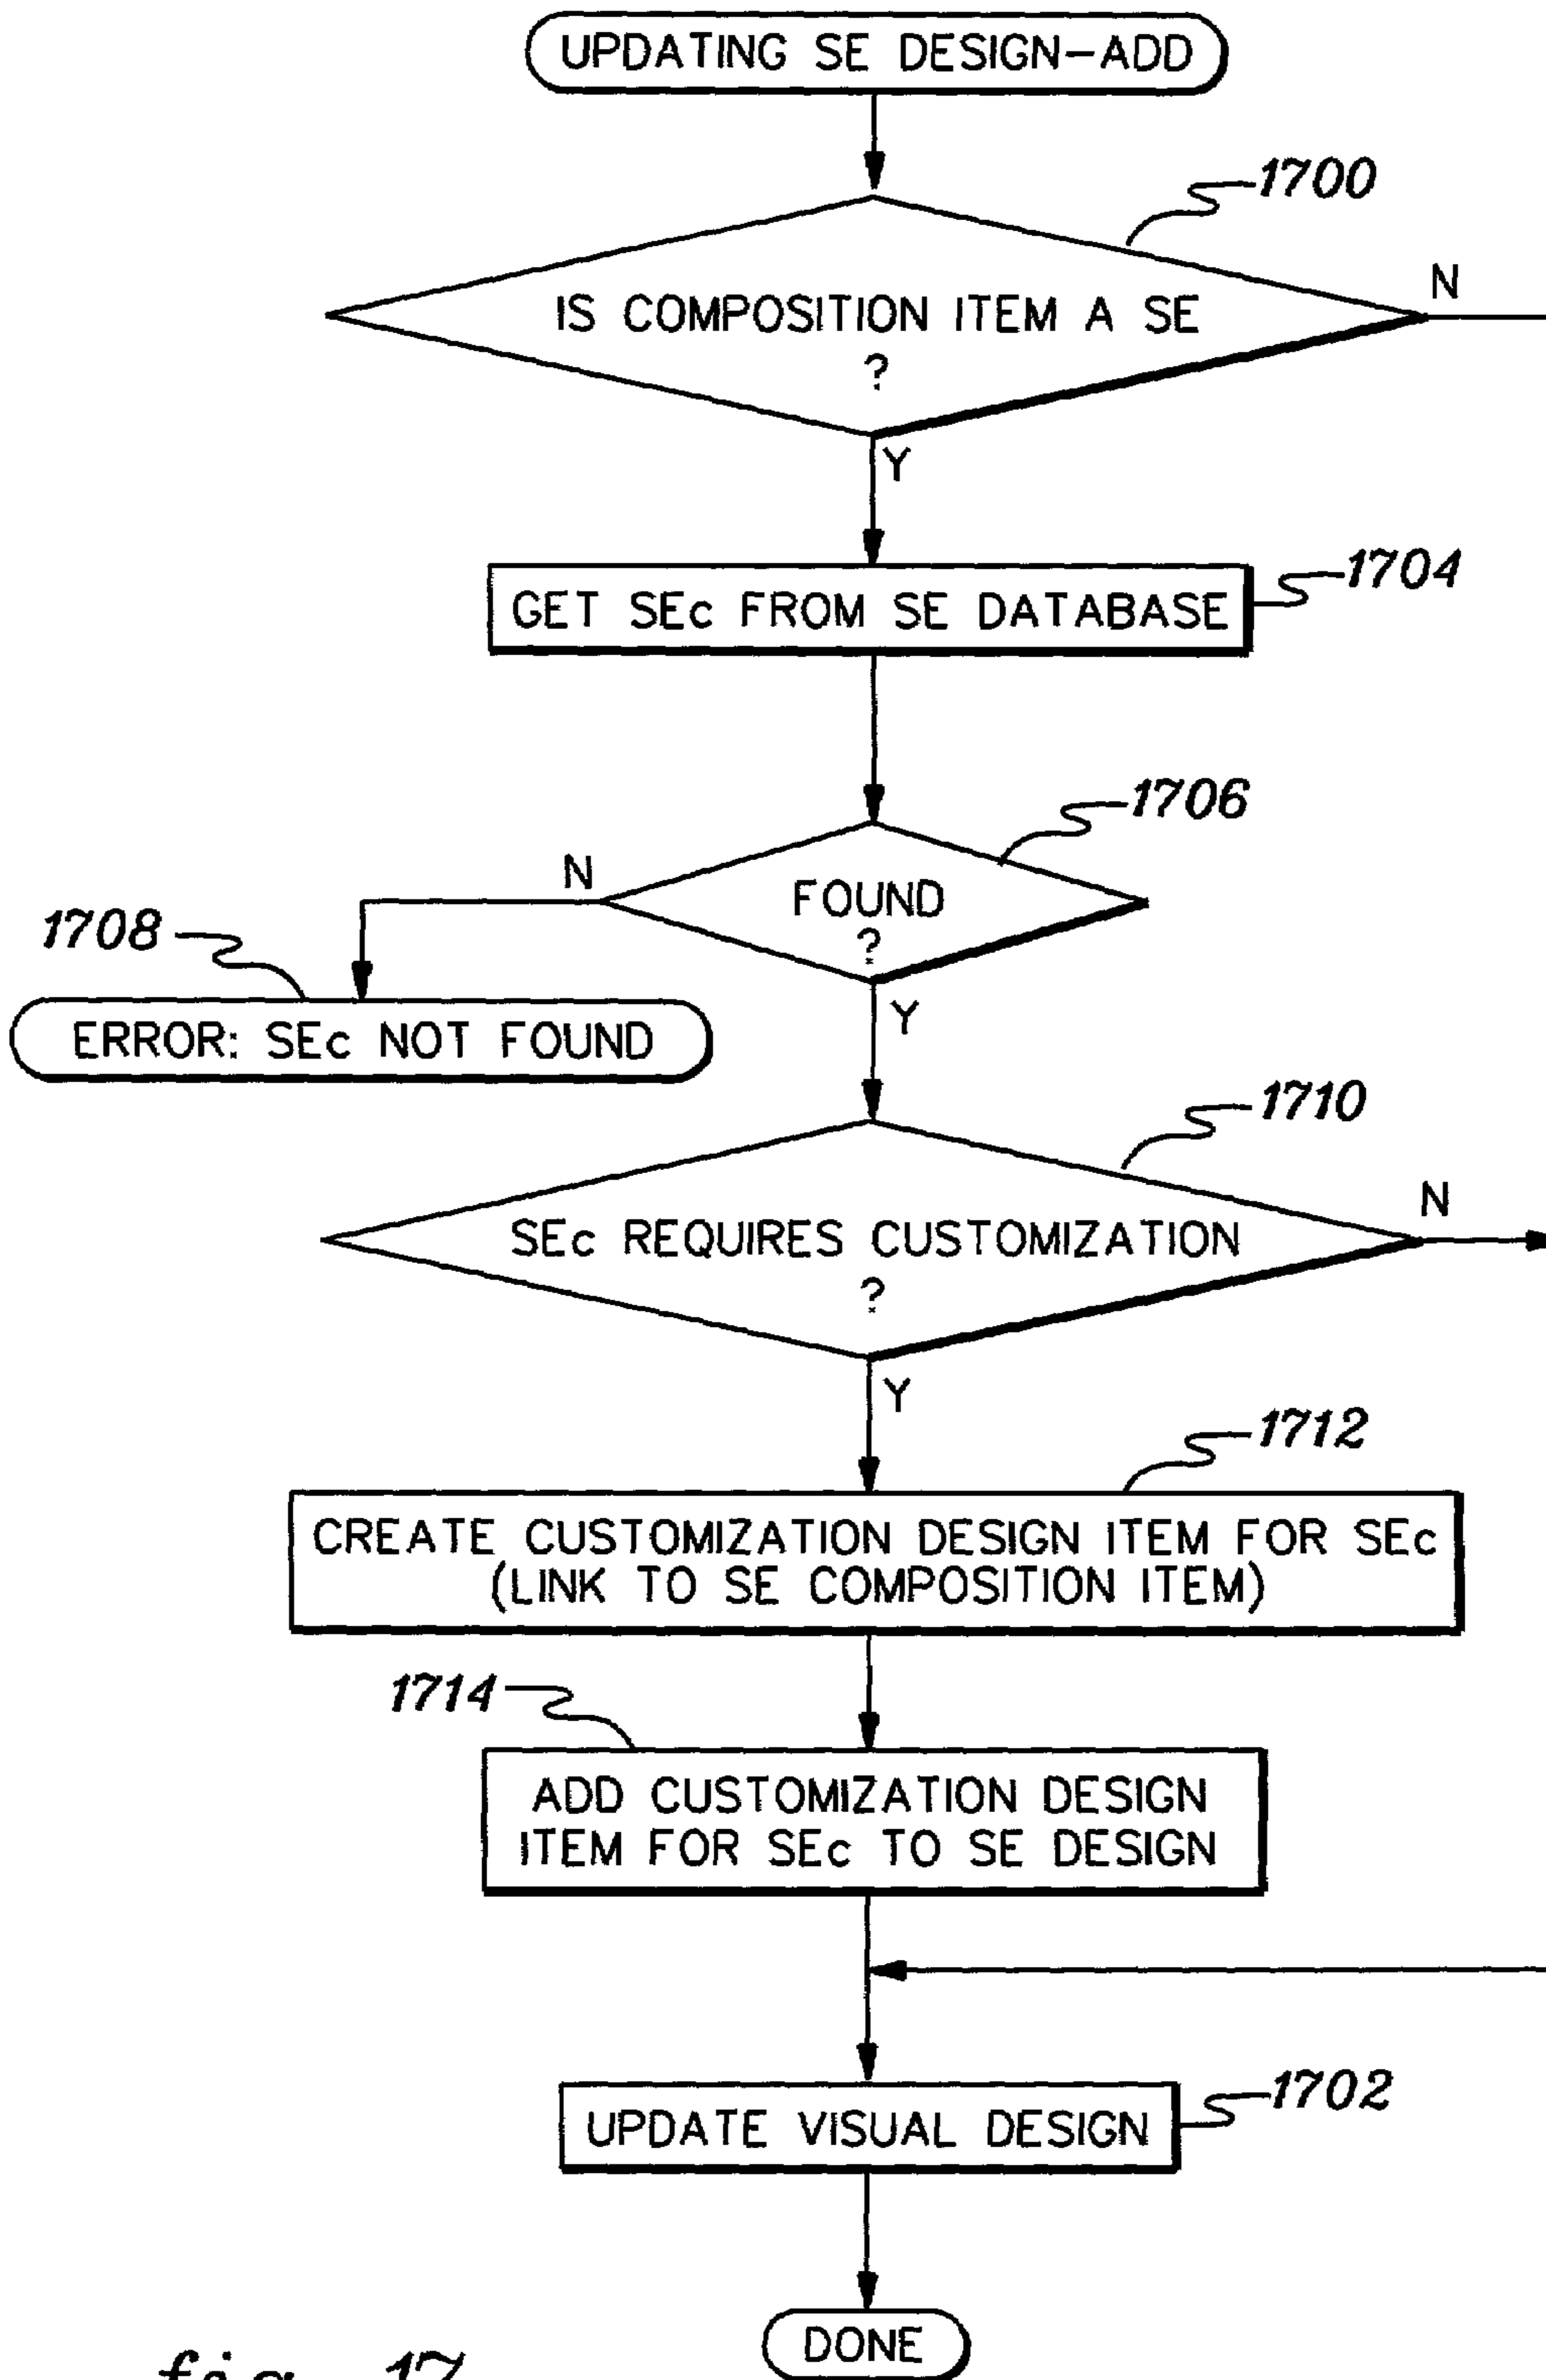 UPDATING SE DESIGN-ADD
1700
IS COMPOSITION ITEM A SE
?
N
Y
1704
GET SEc FROM SE DATABASE
1706
N
FOUND
?
1708
Y
ERROR: SEc NOT FOUND
1710
N
SEc REQUIRES CUSTOMIZATION
?
Y
1712
CREATE CUSTOMIZATION DESIGN ITEM FOR SEc
(LINK TO SE COMPOSITION ITEM)
1714
ADD CUSTOMIZATION DESIGN
ITEM FOR SEc TO SE DESIGN
1702
UPDATE VISUAL DESIGN
DONE
fig. 17